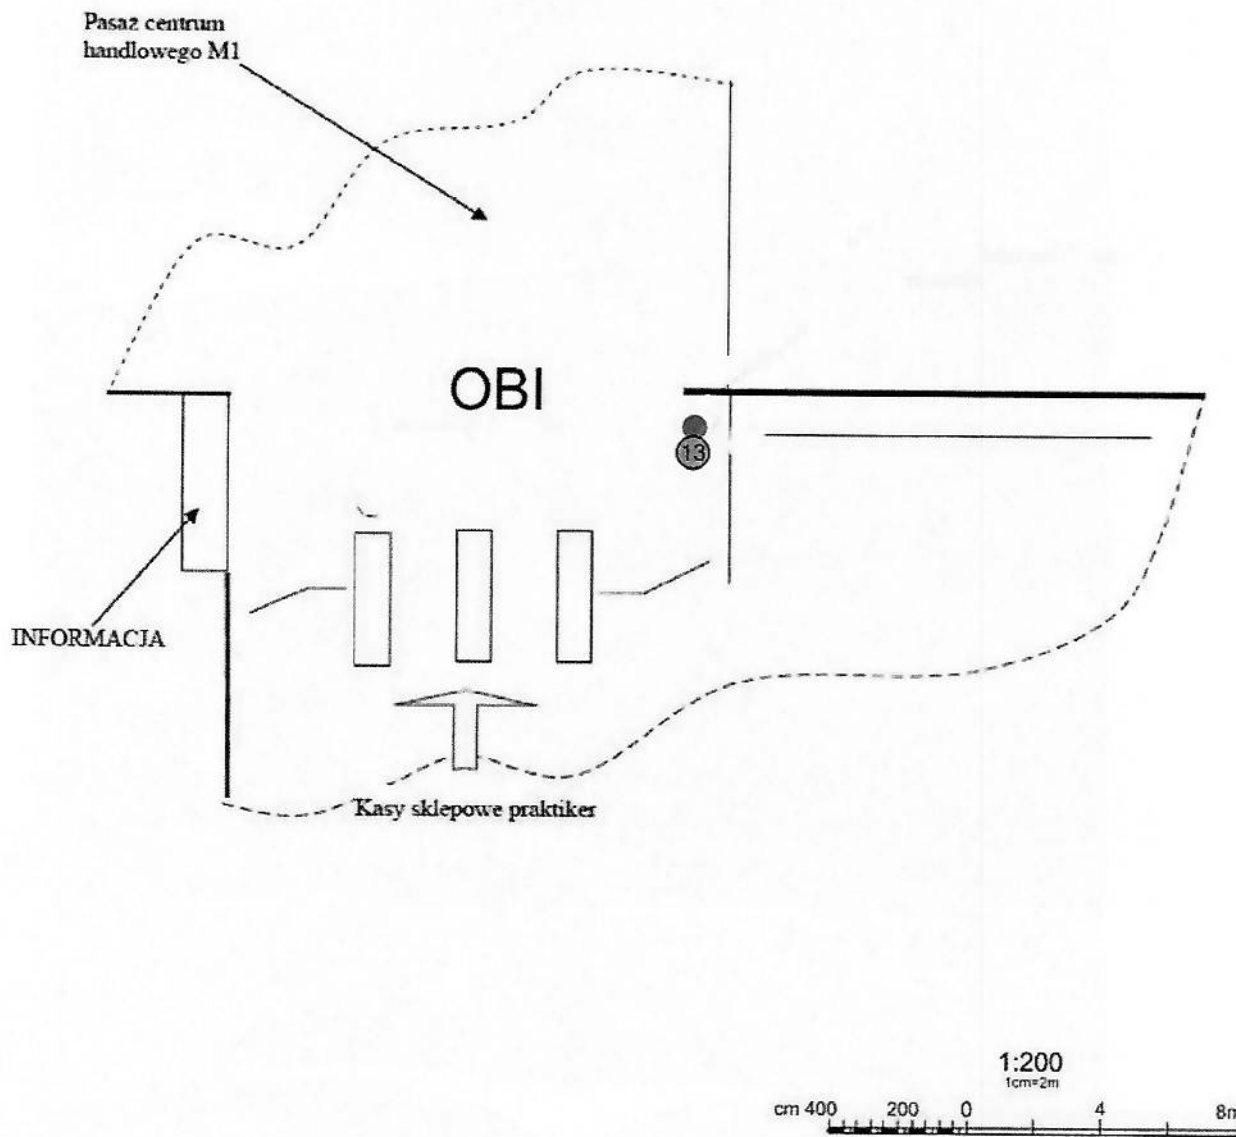 Pasaż centrum
handlowego M1
OBI
13
INFORMACJA
Kasy sklepowe praktiker
1:200
1cm=2m
cm 400 200 0 4 8m